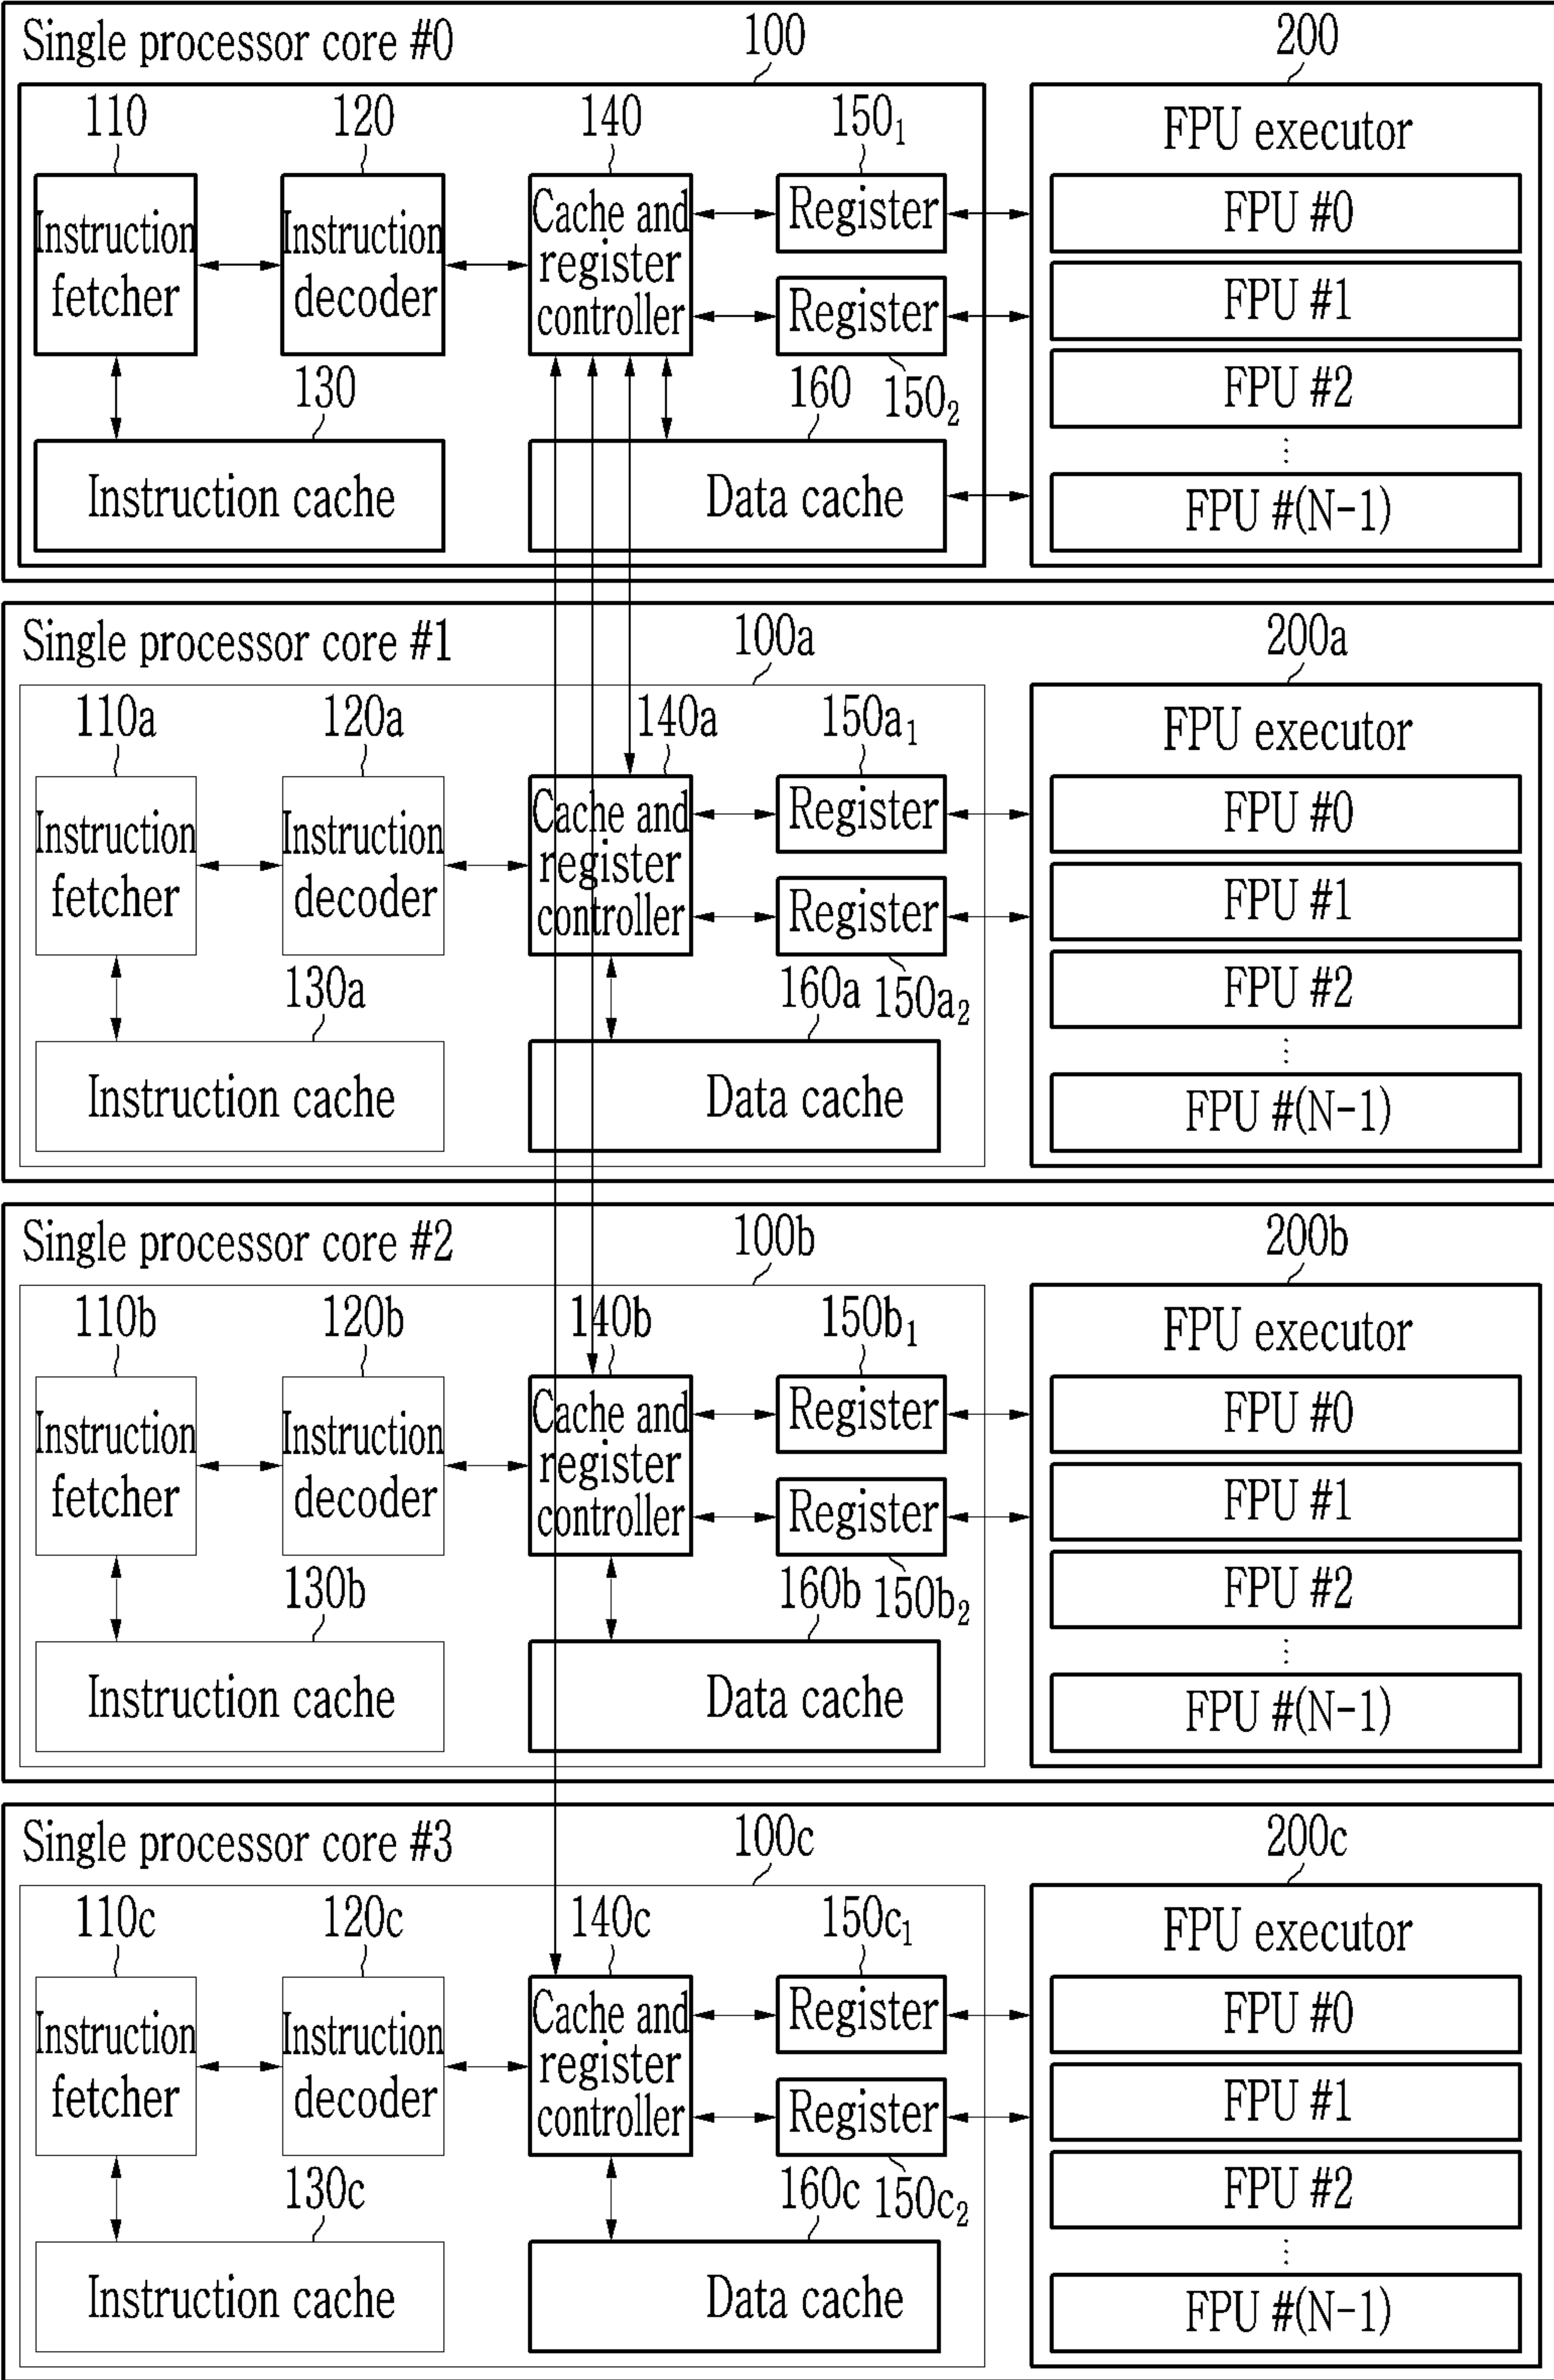 Single processor core #0
100
200
110
120
140
150₁
FPU executor
Instruction
fetcher
Instruction
decoder
Cache and
register
controller
Register
Register
FPU #0
FPU #1
FPU #2
⋮
FPU #(N-1)
130
160
150₂
Instruction cache
Data cache
Single processor core #1
100a
200a
110a
120a
140a
150a₁
FPU executor
Instruction
fetcher
Instruction
decoder
Cache and
register
controller
Register
Register
FPU #0
FPU #1
FPU #2
⋮
FPU #(N-1)
130a
160a
150a₂
Instruction cache
Data cache
Single processor core #2
100b
200b
110b
120b
140b
150b₁
FPU executor
Instruction
fetcher
Instruction
decoder
Cache and
register
controller
Register
Register
FPU #0
FPU #1
FPU #2
⋮
FPU #(N-1)
130b
160b
150b₂
Instruction cache
Data cache
Single processor core #3
100c
200c
110c
120c
140c
150c₁
FPU executor
Instruction
fetcher
Instruction
decoder
Cache and
register
controller
Register
Register
FPU #0
FPU #1
FPU #2
⋮
FPU #(N-1)
130c
160c
150c₂
Instruction cache
Data cache